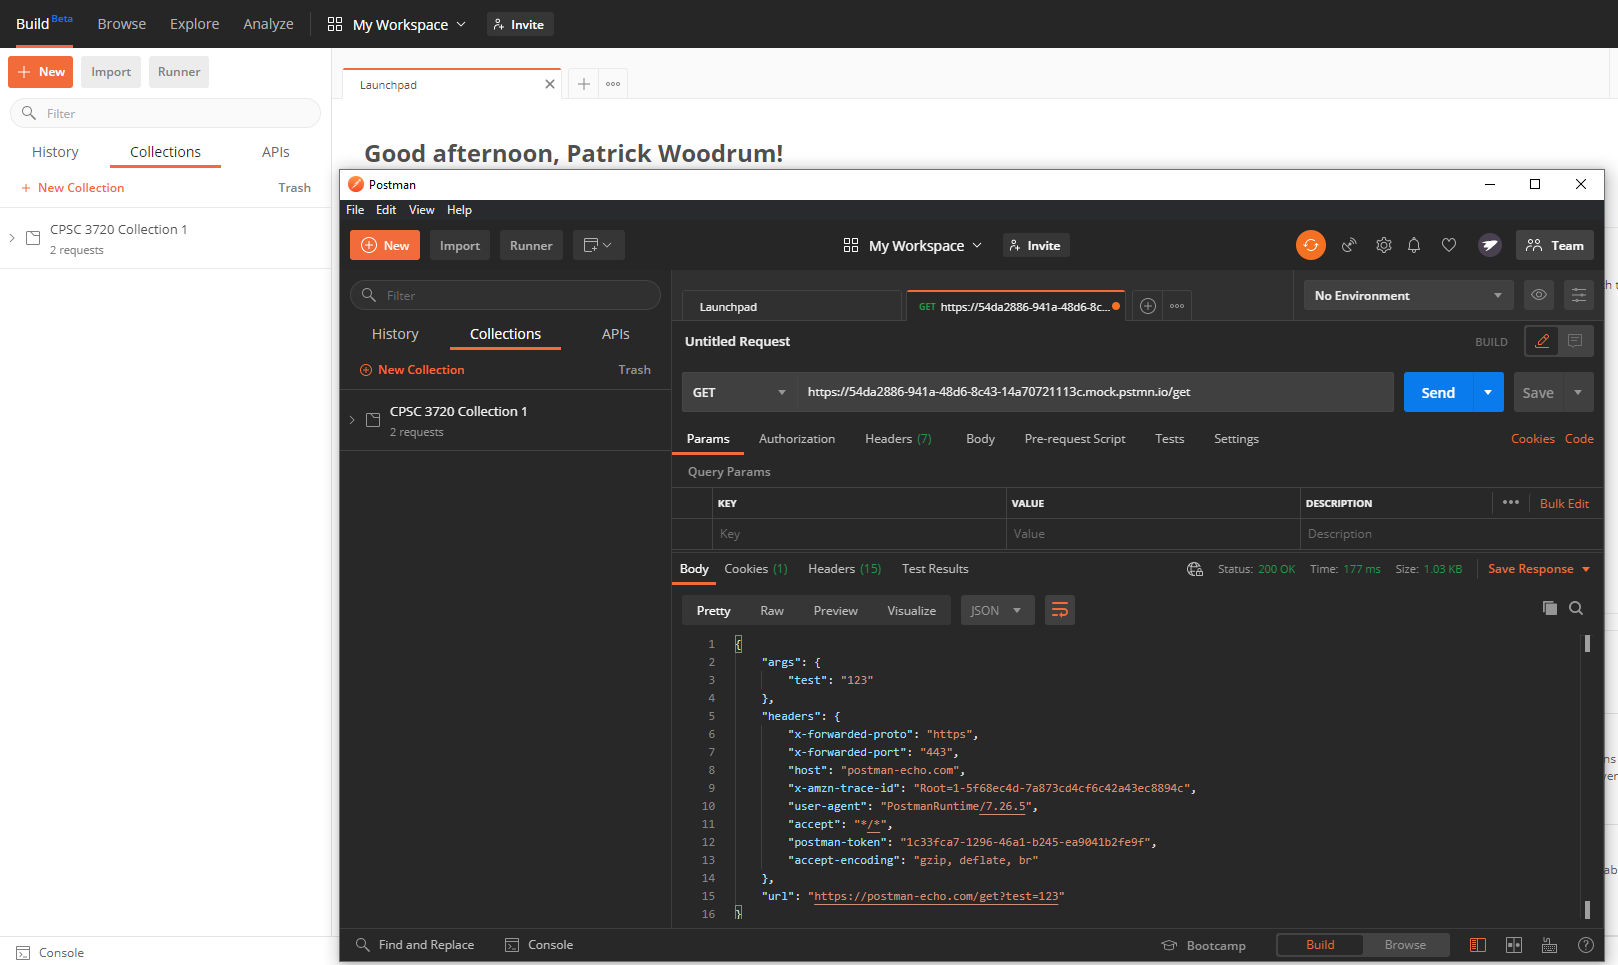 Build Beta Browse Explore Analyze My Workspace Invite
New Import Runner
Filter
History Collections APIs
New Collection Trash
CPSC 3720 Collection 1
2 requests
Console
Launchpad
Good afternoon, Patrick Woodrum!
Postman
File Edit View Help
New Import Runner My Workspace Invite Team
Filter
History Collections APIs
New Collection Trash
CPSC 3720 Collection 1
2 requests
Launchpad GET https://54da2886-941a-48d6-8c... No Environment
Untitled Request BUILD
GET https://54da2886-941a-48d6-8c43-14a70721113c.mock.pstmn.io/get Send Save
Params Authorization Headers (7) Body Pre-request Script Tests Settings Cookies Code
Query Params
KEY VALUE DESCRIPTION Bulk Edit
Key Value Description
Body Cookies (1) Headers (15) Test Results Status: 200 OK Time: 177 ms Size: 1.03 KB Save Response
Pretty Raw Preview Visualize JSON
1 {
2 "args": {
3 "test": "123"
4 },
5 "headers": {
6 "x-forwarded-proto": "https",
7 "x-forwarded-port": "443",
8 "host": "postman-echo.com",
9 "x-amzn-trace-id": "Root=1-5f68ec4d-7a873cd4cf6c42a43ec8894c",
10 "user-agent": "PostmanRuntime/7.26.5",
11 "accept": "*/*",
12 "postman-token": "1c33fca7-1296-46a1-b245-ea9041b2fe9f",
13 "accept-encoding": "gzip, deflate, br"
14 },
15 "url": "https://postman-echo.com/get?test=123"
16 }
Find and Replace Console Bootcamp Build Browse